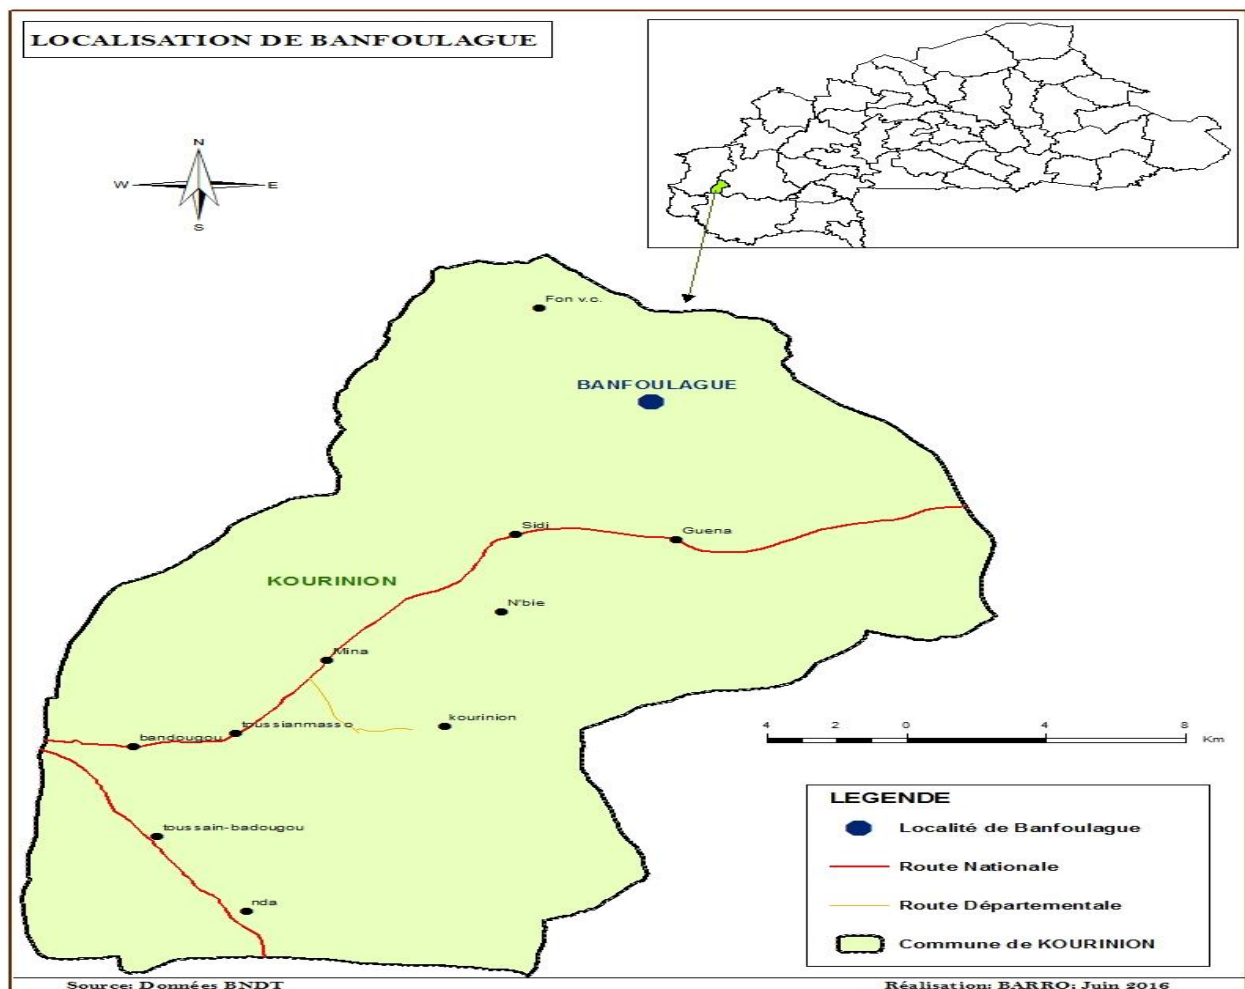 LOCALISATION DE BANFOULAGUE
N
W E
S
Fon v.c.
BANFOULAGUE
Sidi
Guena
KOURINION
N'bie
Mina
toussianmasso
kourinion
bandougou
4 2 0 4 8
Km
toussain-badougou
nda
LEGENDE
Localité de Banfoulague
Route Nationale
Route Départementale
Commune de KOURINION
Source: Données BNDT
Réalisation: BARRO; Juin 2016